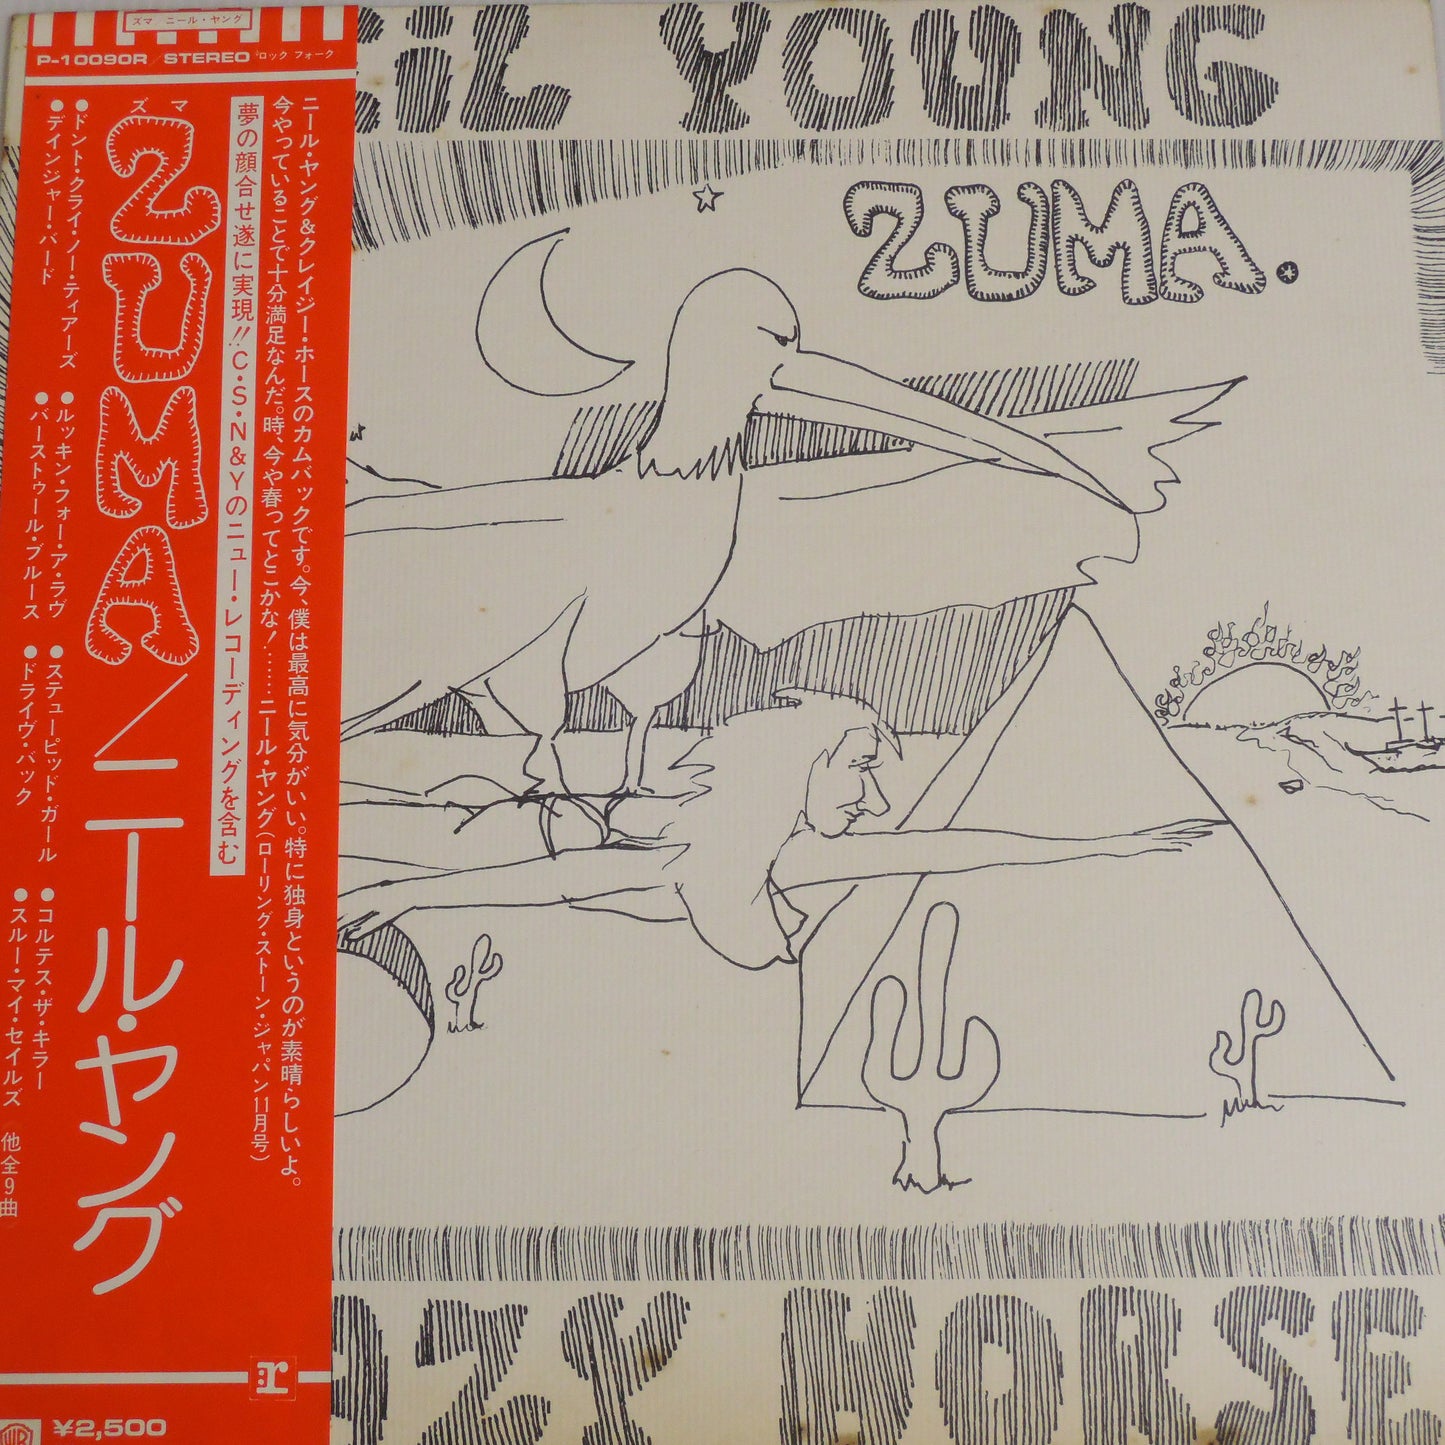 ズマ ニール・ヤング
P-10090R/STEREO ロック フォーク
ニール・ヤング&クレイジー・ホースのカムバックです。今、僕は最高に気分がいい。特に独身というのが素晴らしいよ。
今やっていることで十分満足なんだ。時、今や春ってとこかな!……ニール・ヤング(ローリング・ストーン・ジャパン11月号)
夢の顔合せ遂に実現!!C・S・N&Yのニュー・レコーディングを含む
ズマ
ZUMA/ニール・ヤング
●ドント・クライ・ノー・ティアーズ
●デインジャー・バード
●ルッキン・フォー・ア・ラヴ
●バーストゥール・ブルース
●ステューピッド・ガール
●ドライヴ・バック
●コルテス・ザ・キラー
●スルー・マイ・セイルズ
他全9曲
r
WB
¥2,500
EIL YOUNG
ZUMA.
AZY HORSE